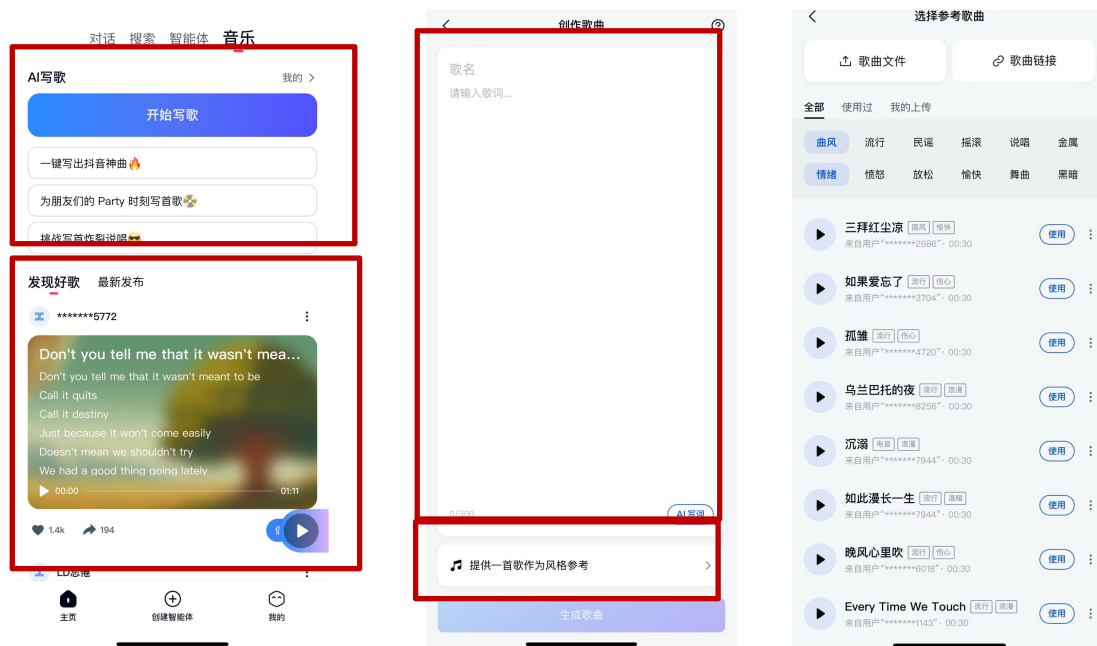 对话 搜索 智能体 音乐
AI写歌 我的 >
开始写歌
一键写出抖音神曲🔥
为朋友们的 Party 时刻写首歌
挑战写首炸裂说唱😎
发现好歌 最新发布
*******5772
Don't you tell me that it wasn't mea...
Don't you tell me that it wasn't meant to be
Call it quits
Call it destiny
Just because it won't come easily
Doesn't mean we shouldn't try
We had a good thing going lately
00:00 01:11
1.4k 194
主页 创建智能体 我的
创作歌曲
歌名
请输入歌词...
0/300 AI写词
提供一首歌作为风格参考 >
生成歌曲
选择参考歌曲
歌曲文件 歌曲链接
全部 使用过 我的上传
曲风 流行 民谣 摇滚 说唱 金属
情绪 愤怒 放松 愉快 舞曲 黑暗
三拜红尘凉 国风 愉快 使用
来自用户"*******2686" · 00:30
如果爱忘了 流行 伤心 使用
来自用户"*******3704" · 00:30
孤雏 流行 伤心 使用
来自用户"*******4720" · 00:30
乌兰巴托的夜 流行 浪漫 使用
来自用户"*******8256" · 00:30
沉溺 电音 浪漫 使用
来自用户"*******7944" · 00:30
如此漫长一生 流行 温暖 使用
来自用户"*******7944" · 00:30
晚风心里吹 流行 伤心 使用
来自用户"*******6018" · 00:30
Every Time We Touch 流行 浪漫 使用
来自用户"*******1143" · 00:30